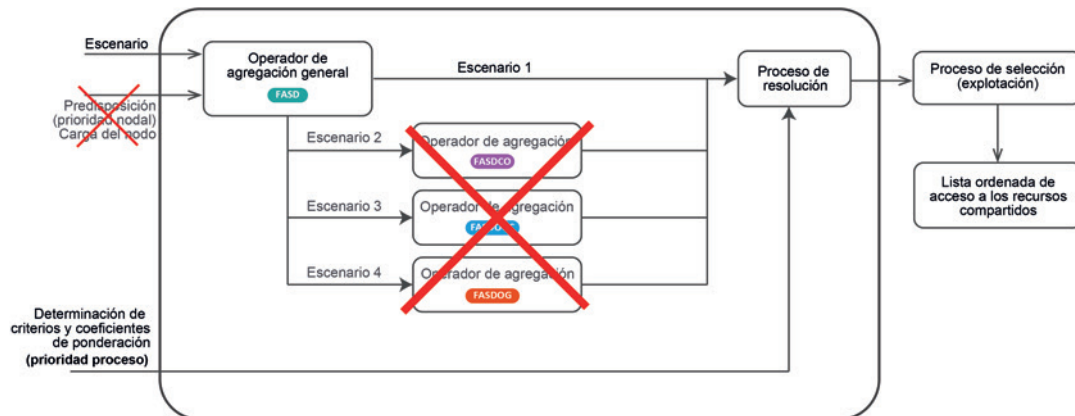 Escenario
Predisposición
(prioridad nodal)
Carga del nodo
Operador de
agregación general
FASD
Escenario 1
Escenario 2
Operador de agregación
FASDCO
Escenario 3
Operador de agregación
Escenario 4
Operador de agregación
FASDOG
Proceso de
resolución
Proceso de selección
(explotación)
Lista ordenada de
acceso a los recursos
compartidos
Determinación de
criterios y coeficientes
de ponderación
(prioridad proceso)